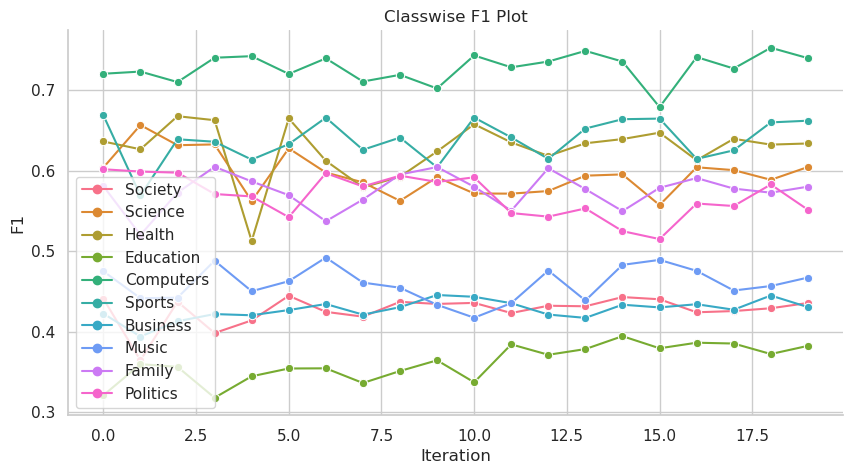 Classwise F1 Plot
F1
0.7
0.6
0.5
0.4
0.3
Society
Science
Health
Education
Computers
Sports
Business
Music
Family
Politics
0.0 2.5 5.0 7.5 10.0 12.5 15.0 17.5
Iteration